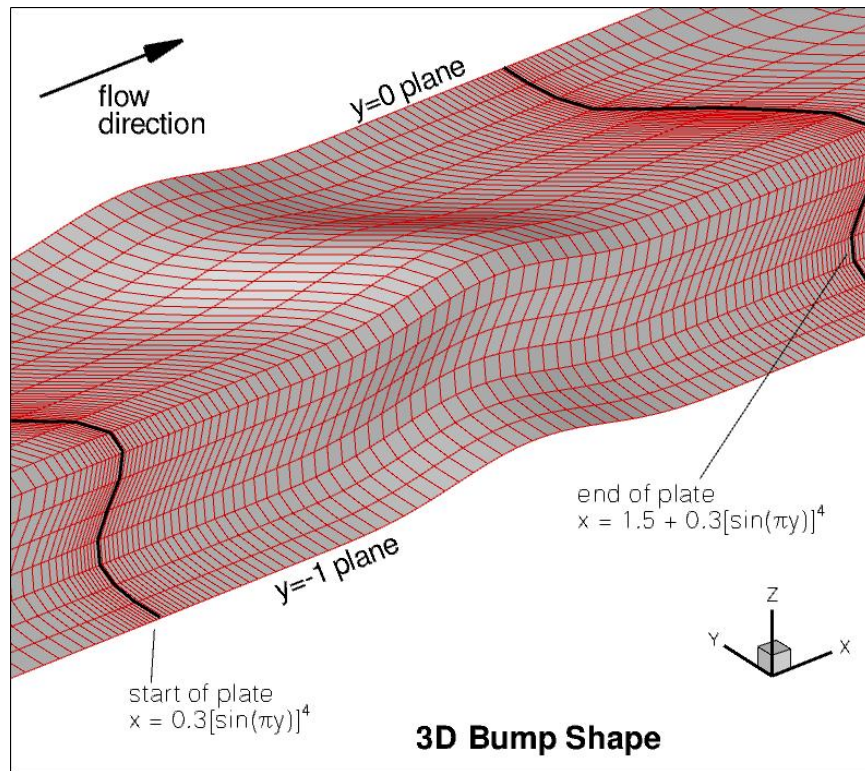 flow
direction
y=0 plane
end of plate
x = 1.5 + 0.3[sin(πy)]⁴
y=-1 plane
Z
Y
X
start of plate
x = 0.3[sin(πy)]⁴
3D Bump Shape